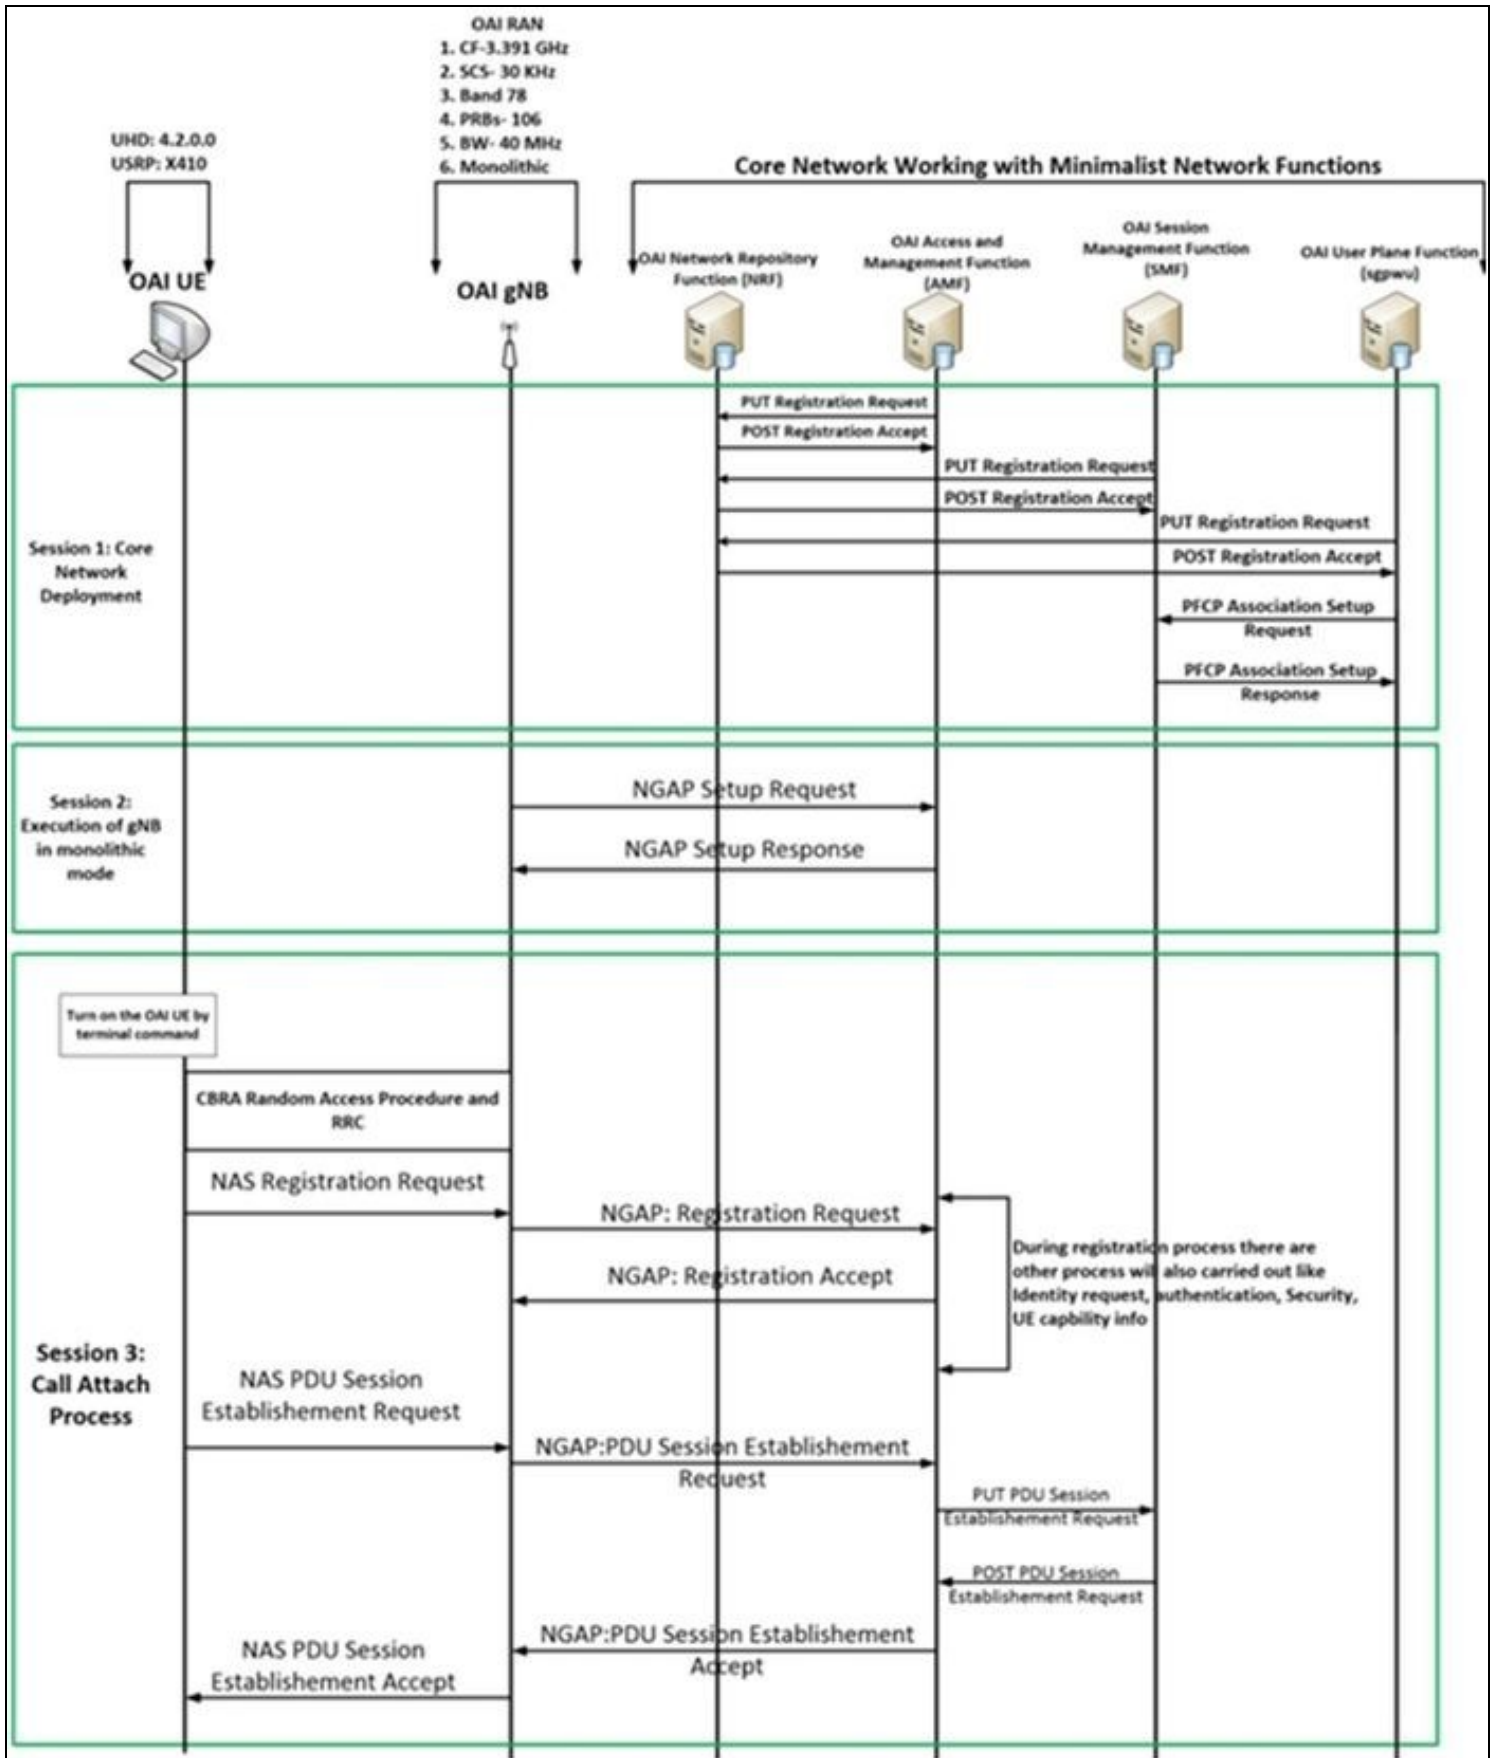 OAI RAN
1. CF-3.391 GHz
2. SCS- 30 KHz
3. Band 78
4. PRBs- 106
5. BW- 40 MHz
6. Monolithic
UHD: 4.2.0.0
USRP: X410
Core Network Working with Minimalist Network Functions
OAI UE
OAI gNB
OAI Network Repository
Function (NRF)
OAI Access and
Management Function
(AMF)
OAI Session
Management Function
(SMF)
OAI User Plane Function
(sgpwu)
Session 1: Core
Network
Deployment
PUT Registration Request
POST Registration Accept
PUT Registration Request
POST Registration Accept
PUT Registration Request
POST Registration Accept
PFCP Association Setup
Request
PFCP Association Setup
Response
Session 2:
Execution of gNB
in monolithic
mode
NGAP Setup Request
NGAP Setup Response
Session 3:
Call Attach
Process
Turn on the OAI UE by
terminal command
CBRA Random Access Procedure and
RRC
NAS Registration Request
NGAP: Registration Request
NGAP: Registration Accept
During registration process there are
other process will also carried out like
Identity request, authentication, Security,
UE capbility info
NAS PDU Session
Establishement Request
NGAP:PDU Session Establishement
Request
PUT PDU Session
Establishement Request
POST PDU Session
Establishement Request
NGAP:PDU Session Establishement
Accept
NAS PDU Session
Establishement Accept